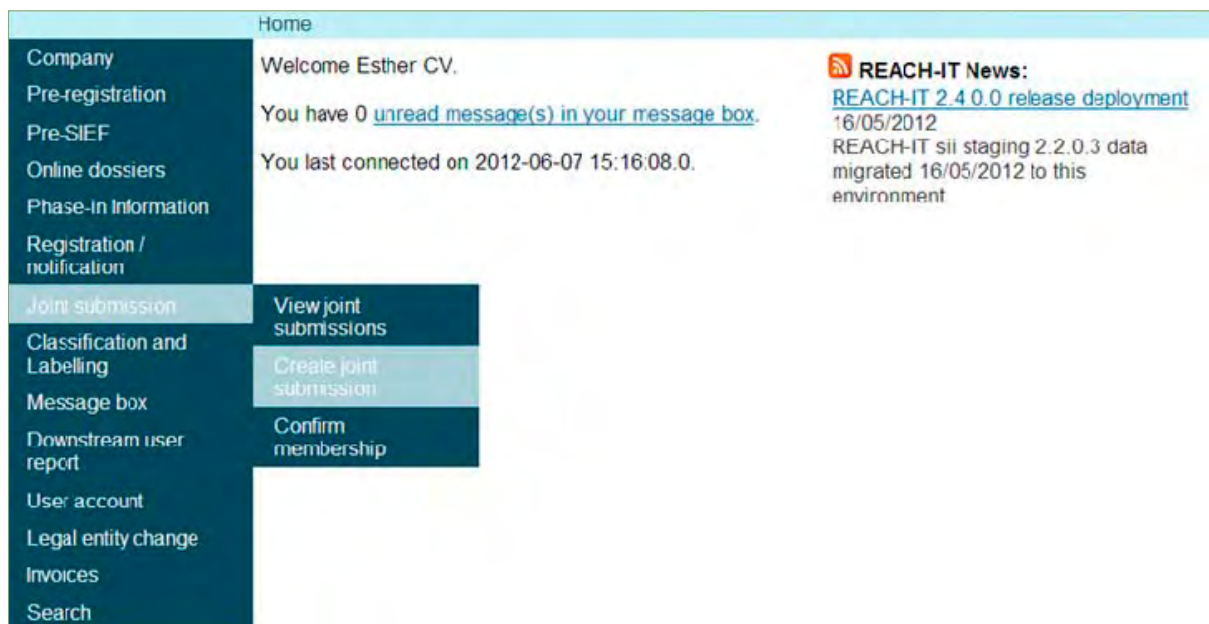 Home
Company
Pre-registration
Pre-SIEF
Online dossiers
Phase-in Information
Registration /
notification
Joint submission
Classification and
Labelling
Message box
Downstream user
report
User account
Legal entity change
Invoices
Search
View joint
submissions
Create joint
submission
Confirm
membership
Welcome Esther CV.
You have 0 unread message(s) in your message box.
You last connected on 2012-06-07 15:16:08.0.
REACH-IT News:
REACH-IT 2.4 0.0 release deployment
16/05/2012
REACH-IT sii staging 2.2.0.3 data
migrated 16/05/2012 to this
environment